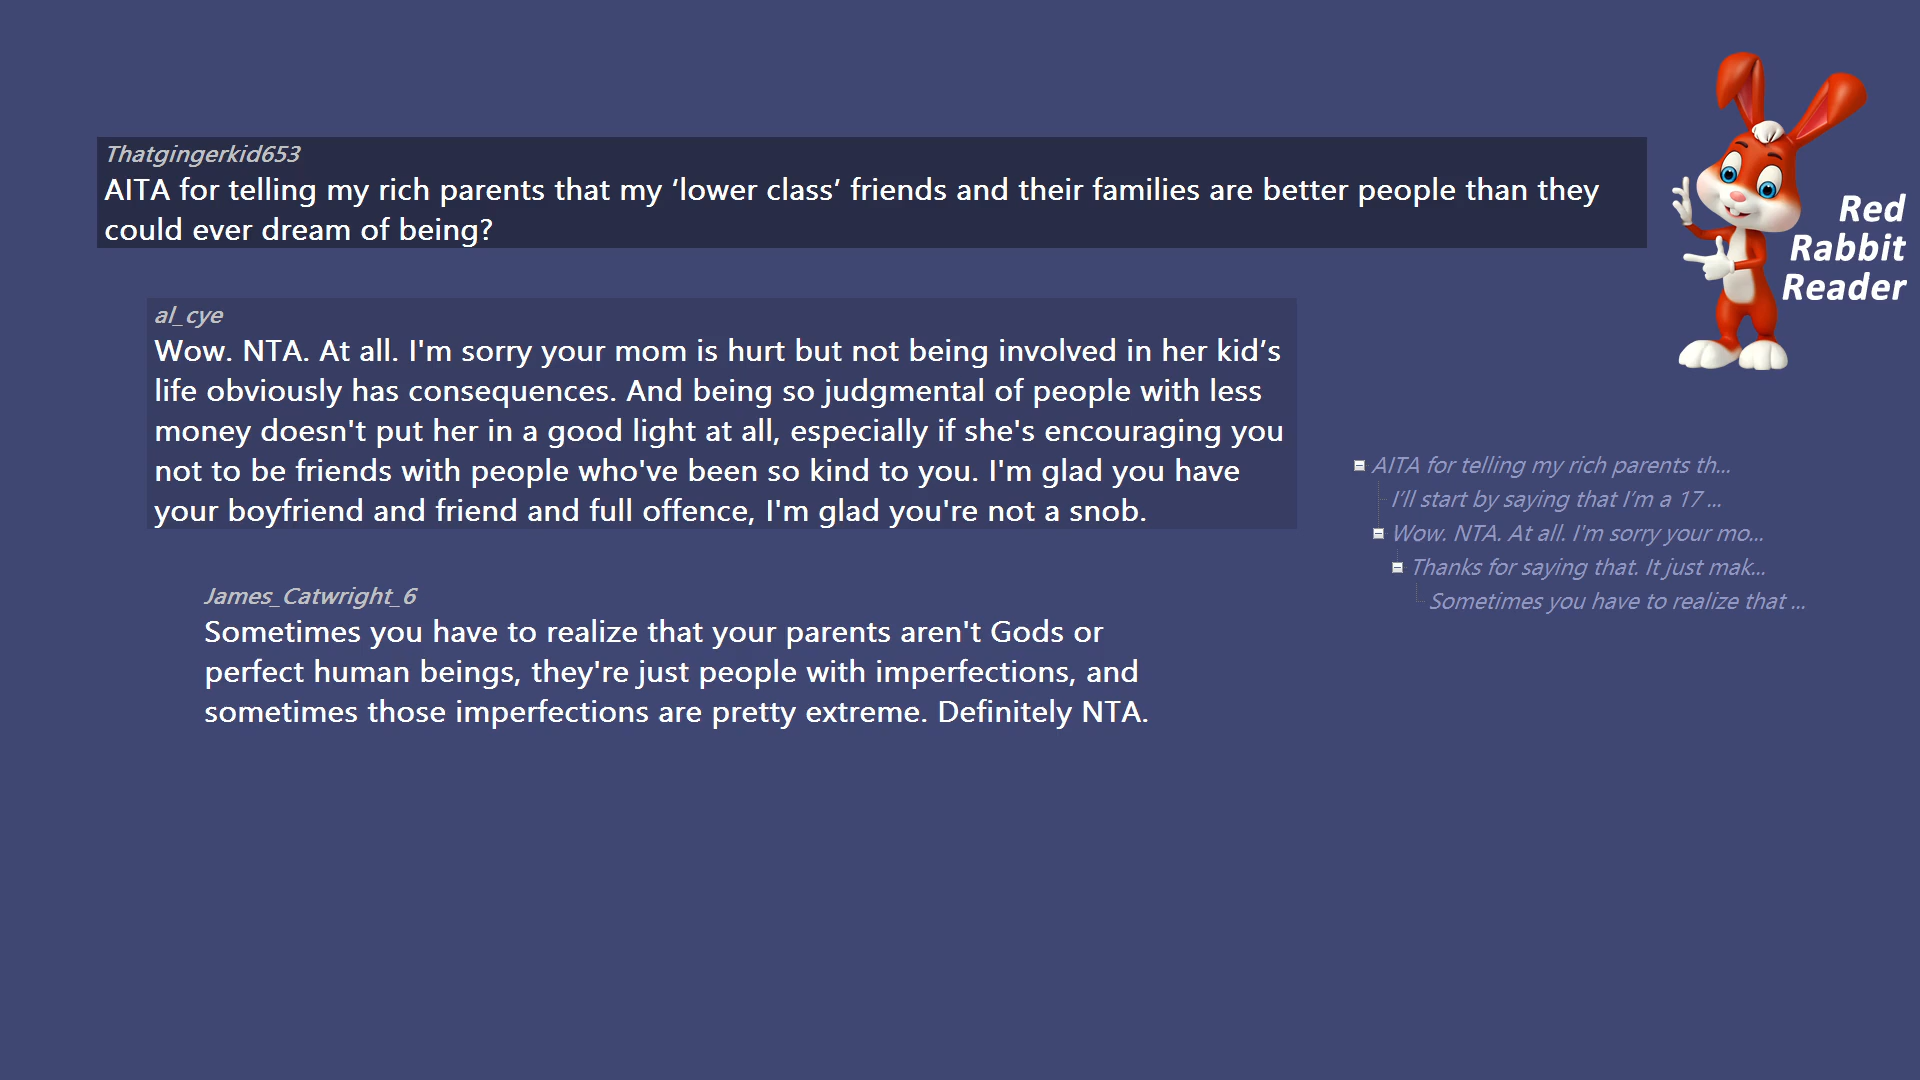 Thatgingerkid653
AITA for telling my rich parents that my ‘lower class’ friends and their families are better people than they
could ever dream of being?
Red
Rabbit
Reader
al_cye
Wow. NTA. At all. I'm sorry your mom is hurt but not being involved in her kid’s
life obviously has consequences. And being so judgmental of people with less
money doesn't put her in a good light at all, especially if she's encouraging you
not to be friends with people who've been so kind to you. I'm glad you have
your boyfriend and friend and full offence, I'm glad you're not a snob.
James_Catwright_6
Sometimes you have to realize that your parents aren't Gods or
perfect human beings, they're just people with imperfections, and
sometimes those imperfections are pretty extreme. Definitely NTA.
AITA for telling my rich parents th...
I’ll start by saying that I’m a 17 ...
Wow. NTA. At all. I'm sorry your mo...
Thanks for saying that. It just mak...
Sometimes you have to realize that ...